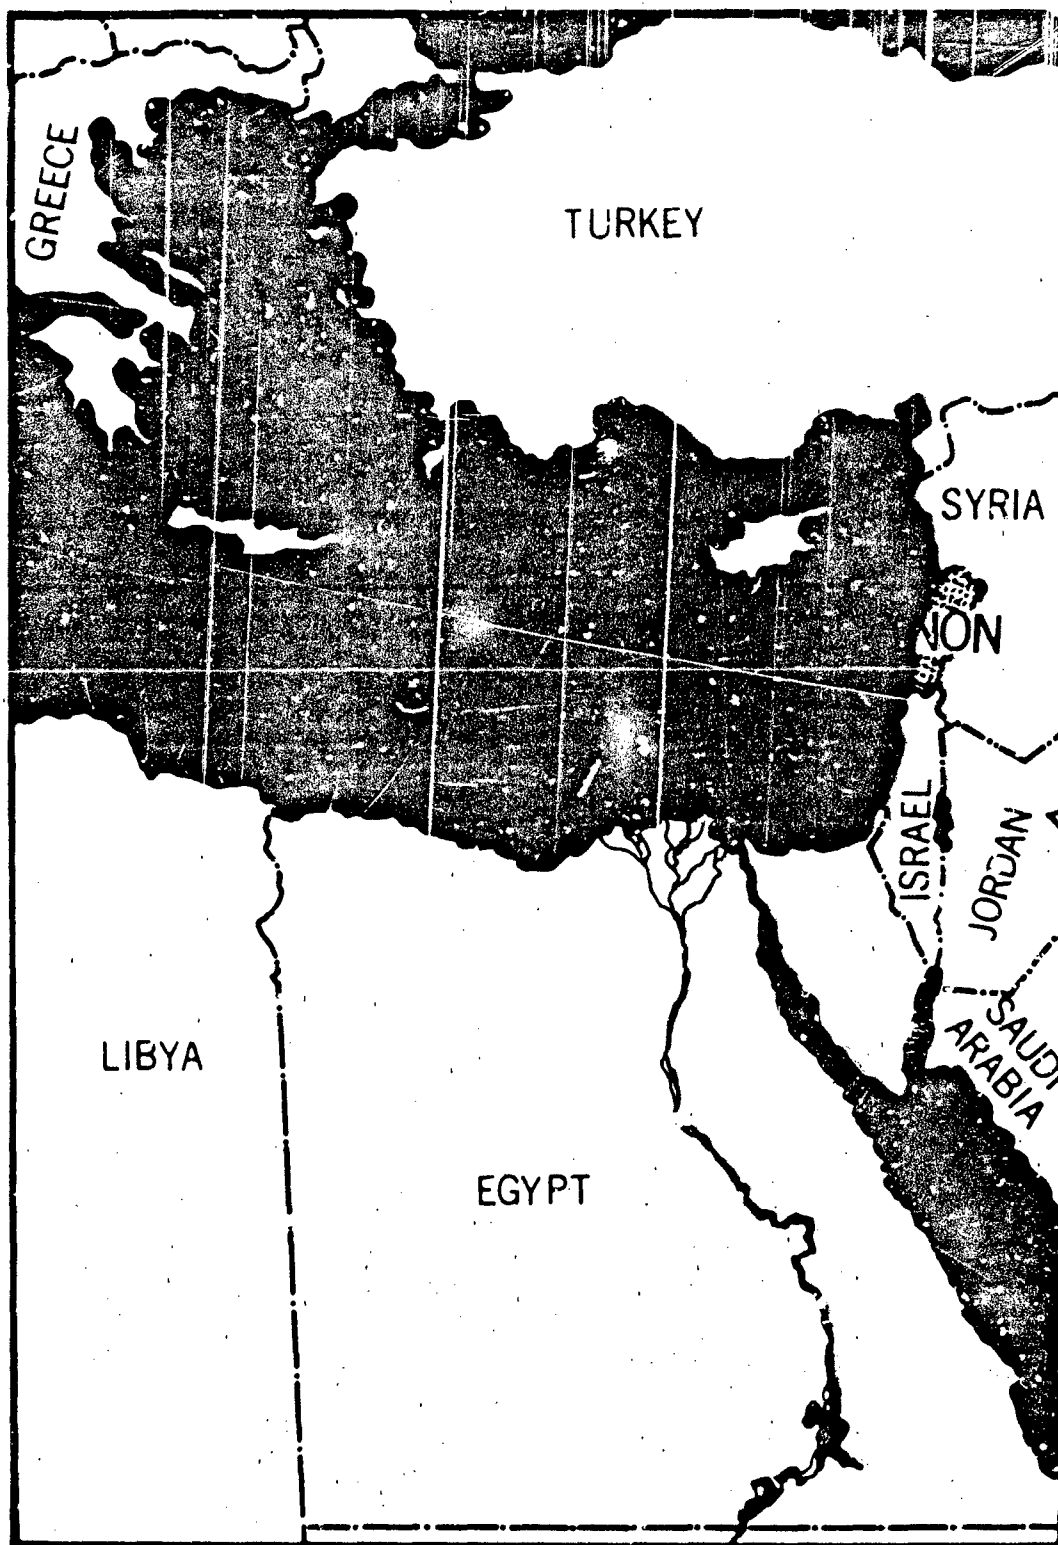 GREECE
TURKEY
SYRIA
NON
ISRAEL
JORDAN
SAUDI
ARABIA
LIBYA
EGYPT